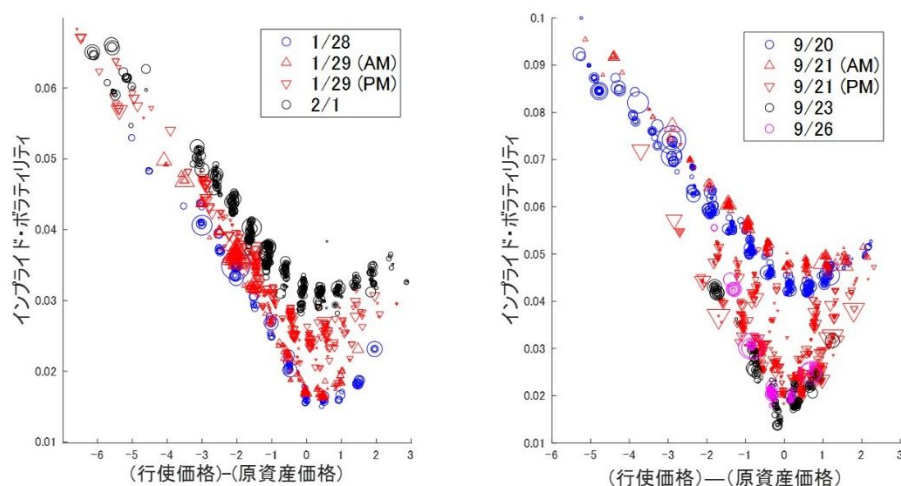 1/28
1/29 (AM)
1/29 (PM)
2/1
インプライド・ボラティリティ
0.06
0.05
0.04
0.03
0.02
0.01
-6 -5 -4 -3 -2 -1 0 1 2 3
(行使価格)-(原資産価格)
9/20
9/21 (AM)
9/21 (PM)
9/23
9/26
インプライド・ボラティリティ
0.1
0.09
0.08
0.07
0.06
0.05
0.04
0.03
0.02
0.01
-6 -5 -4 -3 -2 -1 0 1 2 3
(行使価格)―(原資産価格)